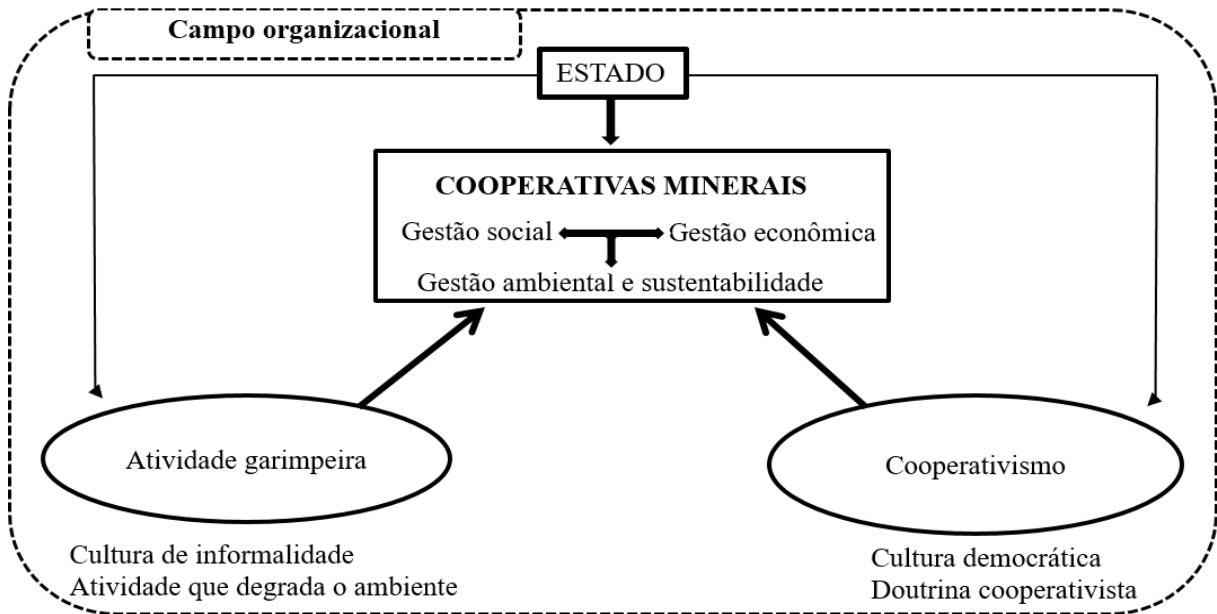 Campo organizacional
ESTADO
COOPERATIVAS MINERAIS
Gestão social Gestão econômica
Gestão ambiental e sustentabilidade
Atividade garimpeira
Cooperativismo
Cultura de informalidade
Atividade que degrada o ambiente
Cultura democrática
Doutrina cooperativista